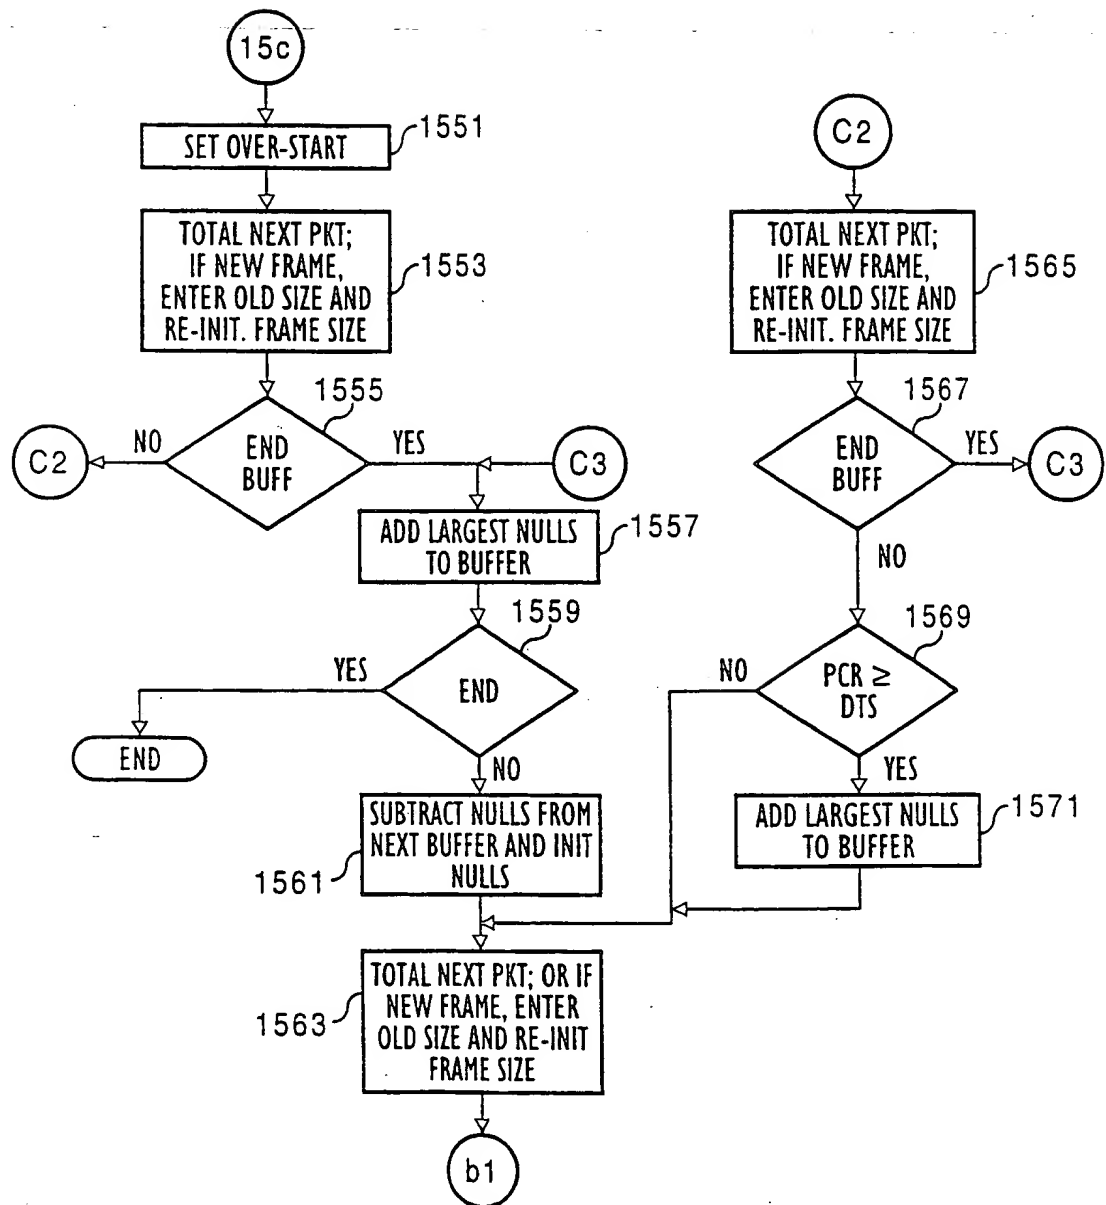 15c
SET OVER-START
1551
TOTAL NEXT PKT;
IF NEW FRAME,
ENTER OLD SIZE AND
RE-INIT. FRAME SIZE
1553
1555
END
BUFF
NO
YES
C2
C3
ADD LARGEST NULLS
TO BUFFER
1557
1559
END
YES
END
NO
SUBTRACT NULLS FROM
NEXT BUFFER AND INIT
NULLS
1561
TOTAL NEXT PKT; OR IF
NEW FRAME, ENTER
OLD SIZE AND RE-INIT
FRAME SIZE
1563
b1
C2
TOTAL NEXT PKT;
IF NEW FRAME,
ENTER OLD SIZE AND
RE-INIT. FRAME SIZE
1565
1567
END
BUFF
YES
C3
NO
1569
PCR ≥
DTS
NO
YES
ADD LARGEST NULLS
TO BUFFER
1571